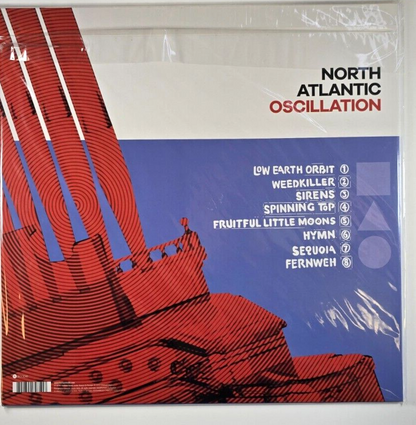 NORTH
ATLANTIC
OSCILLATION
LOW EARTH ORBIT 1
WEEDKILLER 2
SIRENS 3
SPINNING TOP 4
FRUITFUL LITTLE MOONS 5
HYMN 6
SEQUOIA 7
FERNWEH 8